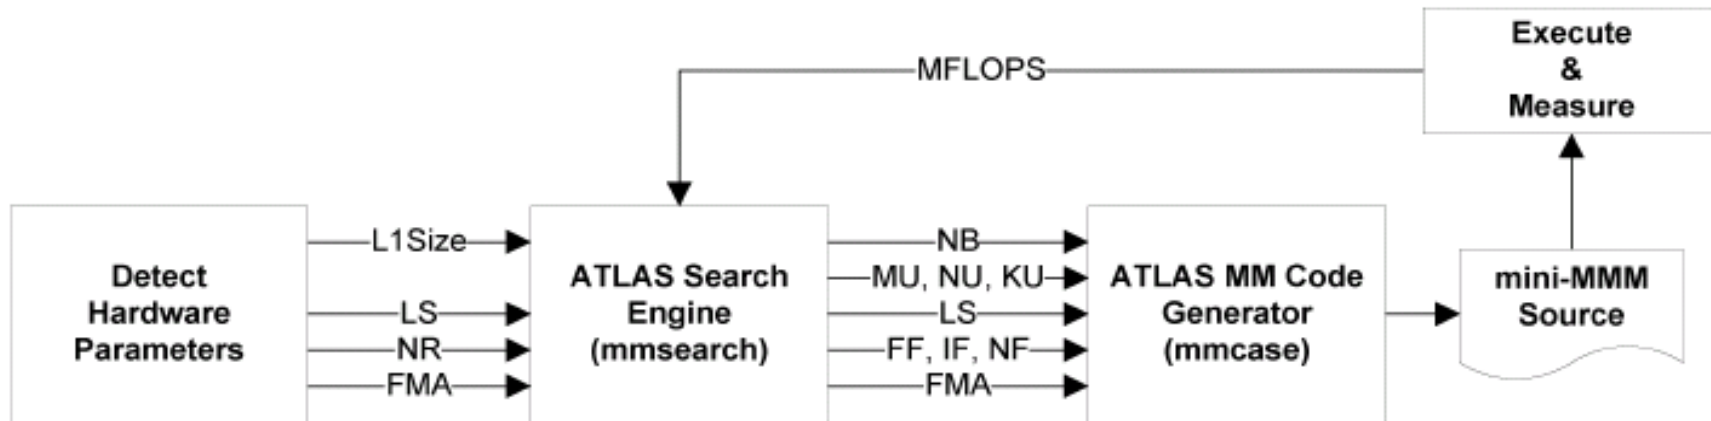 Execute
&
Measure
MFLOPS
Detect
Hardware
Parameters
L1Size
LS
NR
FMA
ATLAS Search
Engine
(mmsearch)
NB
MU, NU, KU
LS
FF, IF, NF
FMA
ATLAS MM Code
Generator
(mmcase)
mini-MMM
Source